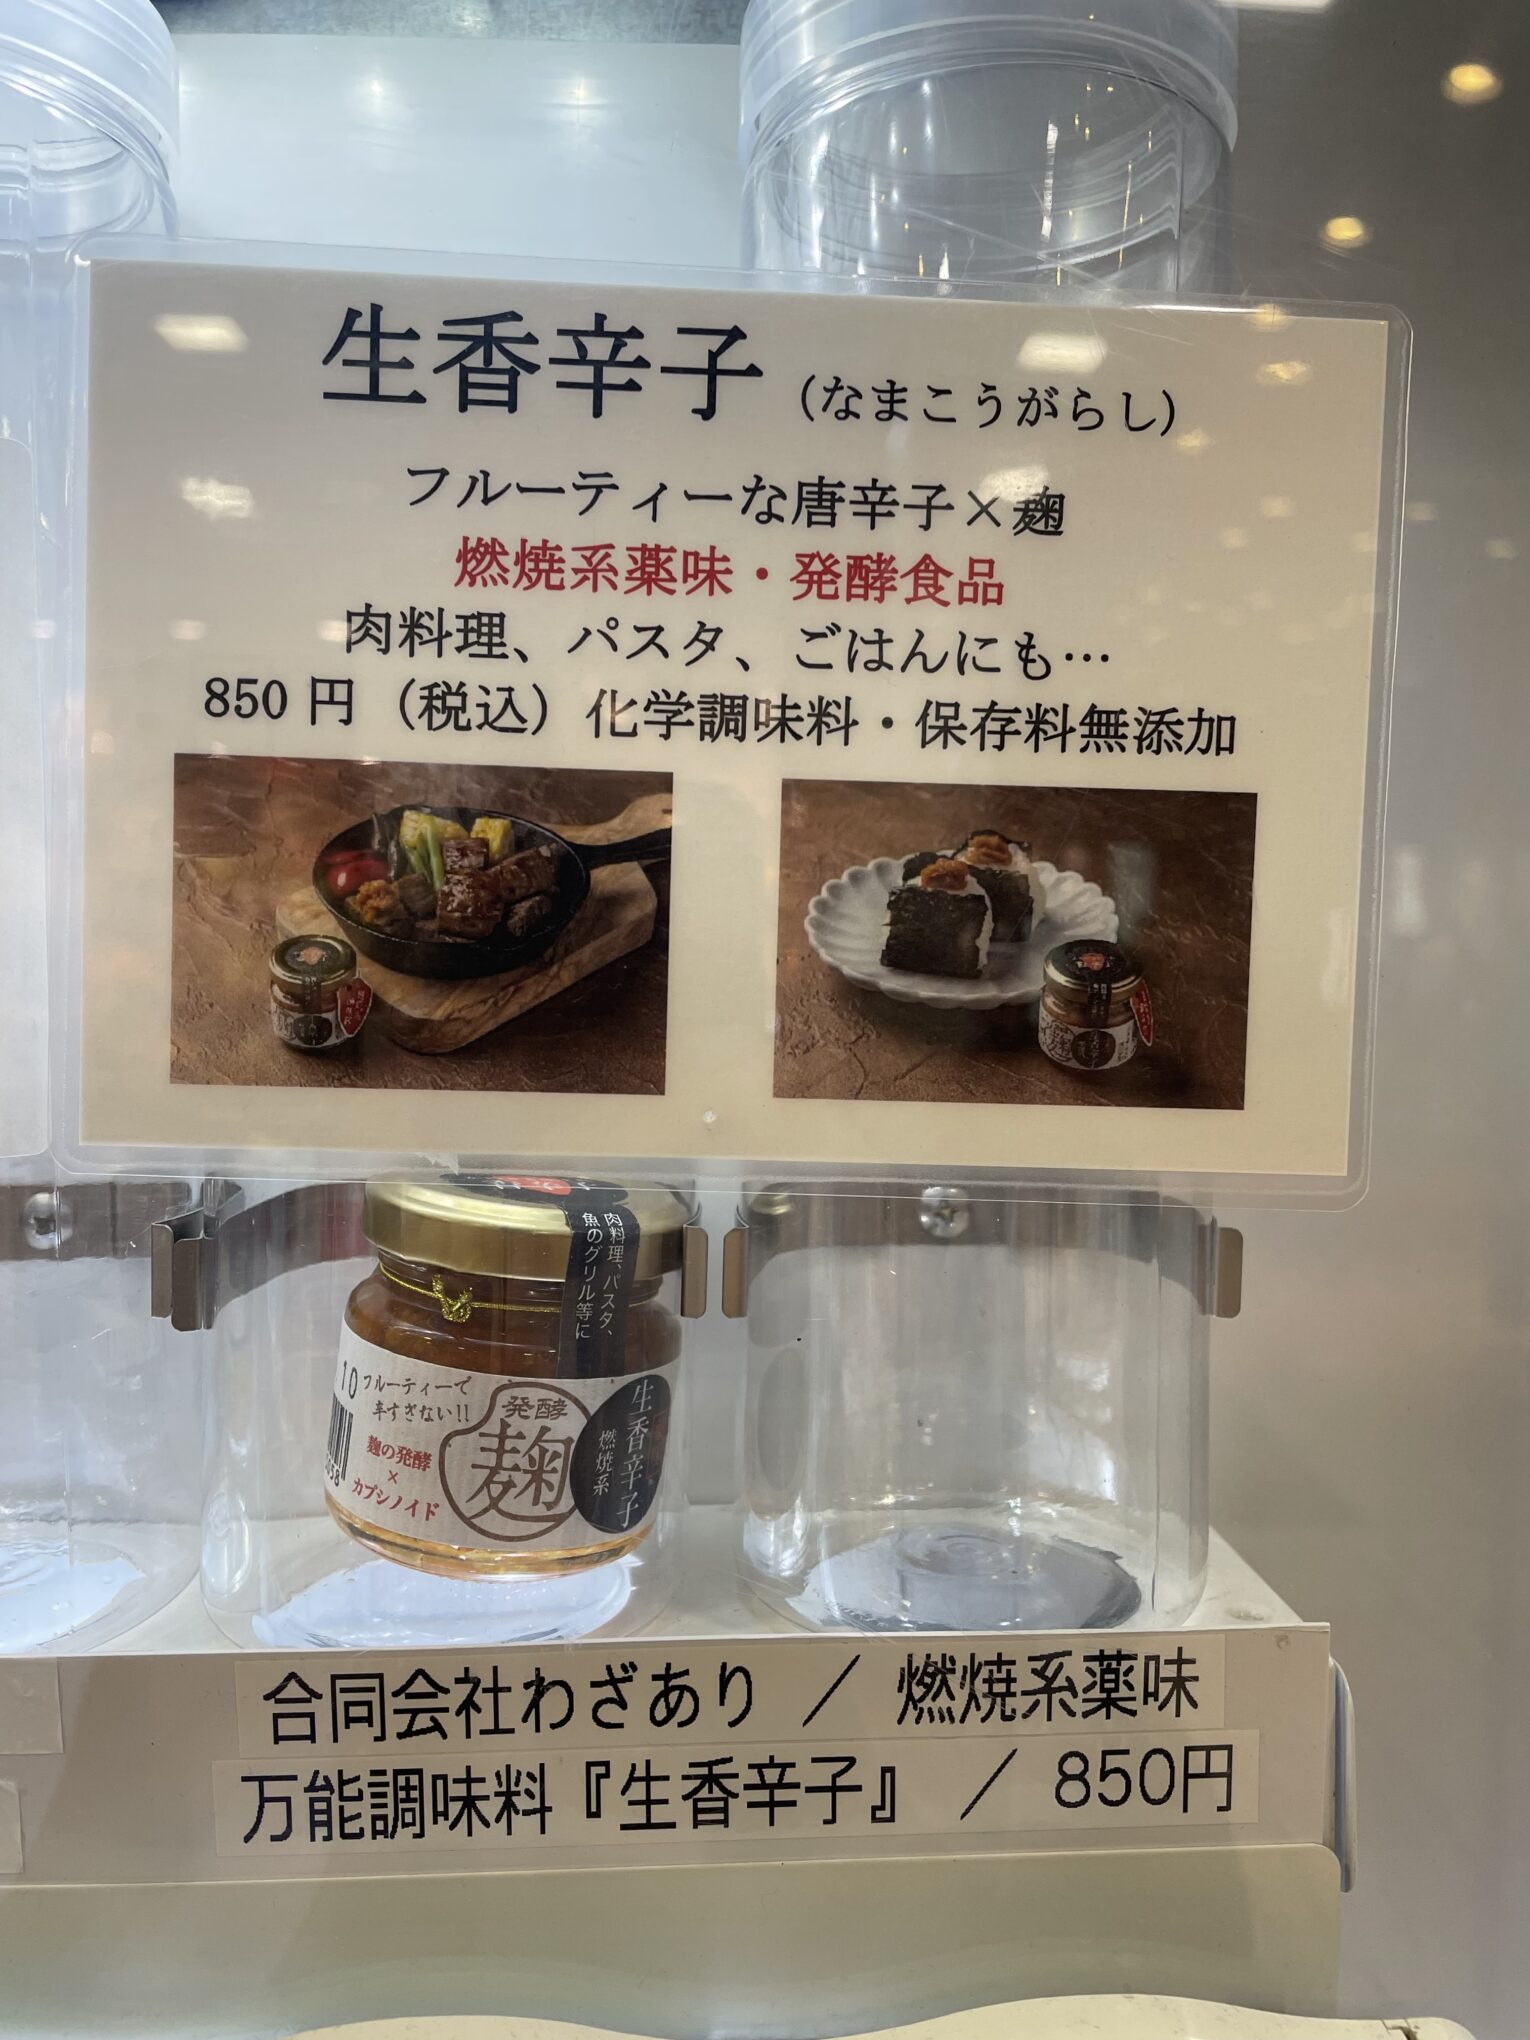 生香辛子 (なまこうがらし)
フルーティーな唐辛子×麹
燃焼系薬味・発酵食品
肉料理、パスタ、ごはんにも…
850円（税込）化学調味料・保存料無添加
肉料理、パスタ、
魚のグリル等に
10
フルーティーで
辛すぎない!!
麹の発酵
×
カプシノイド
発酵
麹
生香辛子
燃焼系
合同会社わざあり ／ 燃焼系薬味
万能調味料『生香辛子』 ／ 850円